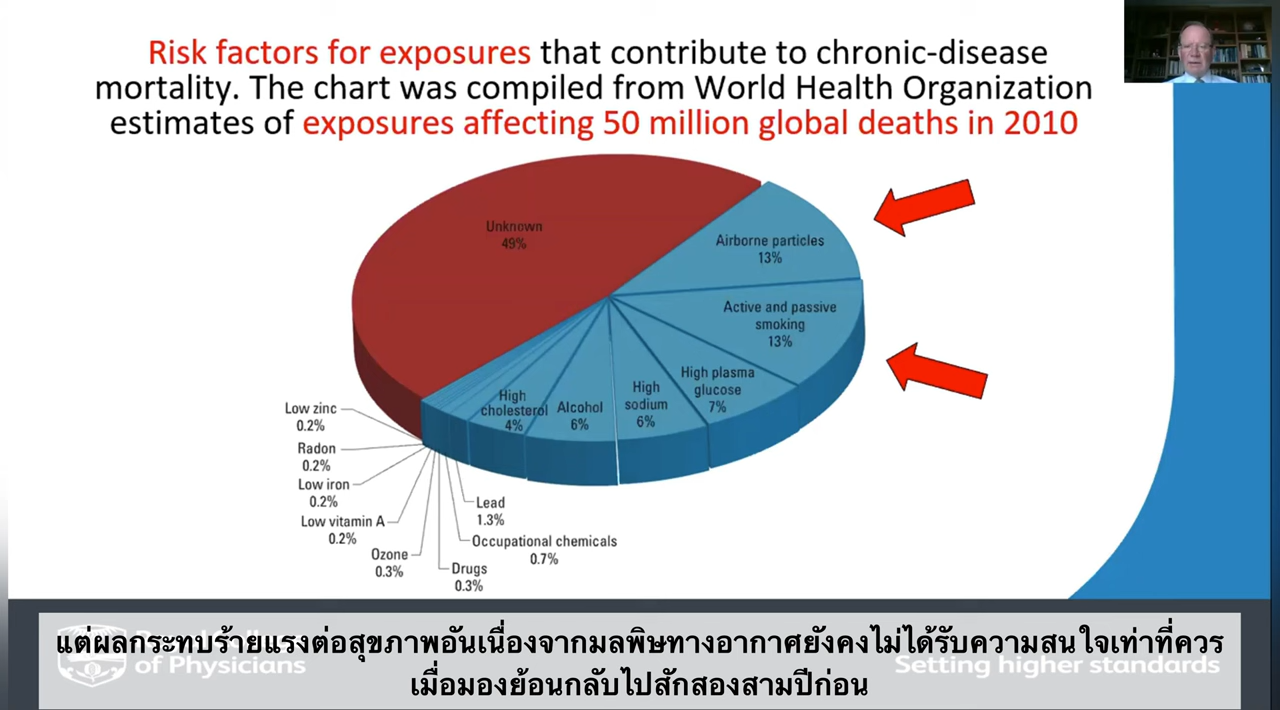 Risk factors for exposures that contribute to chronic-disease
mortality. The chart was compiled from World Health Organization
estimates of exposures affecting 50 million global deaths in 2010
Unknown
49%
Airborne particles
13%
Active and passive
smoking
13%
High plasma
glucose
7%
High
sodium
6%
Alcohol
6%
High
cholesterol
4%
Low zinc
0.2%
Radon
0.2%
Low iron
0.2%
Low vitamin A
0.2%
Ozone
0.3%
Drugs
0.3%
Occupational chemicals
0.7%
Lead
1.3%
แต่ผลกระทบร้ายแรงต่อสุขภาพอันเนื่องจากมลพิษทางอากาศยังคงไม่ได้รับความสนใจเท่าที่ควร
เมื่อมองย้อนกลับไปสักสองสามปีก่อน
of Physicians
Setting higher standards